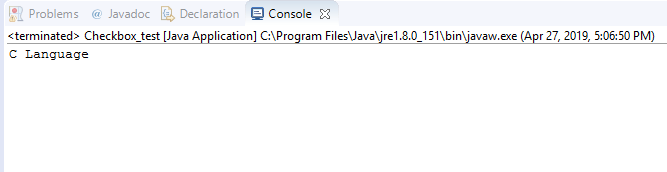 Problems @ Javadoc Declaration Console
<terminated> Checkbox_test [Java Application] C:\Program Files\Java\jre1.8.0_151\bin\javaw.exe (Apr 27, 2019, 5:06:50 PM)
C Language